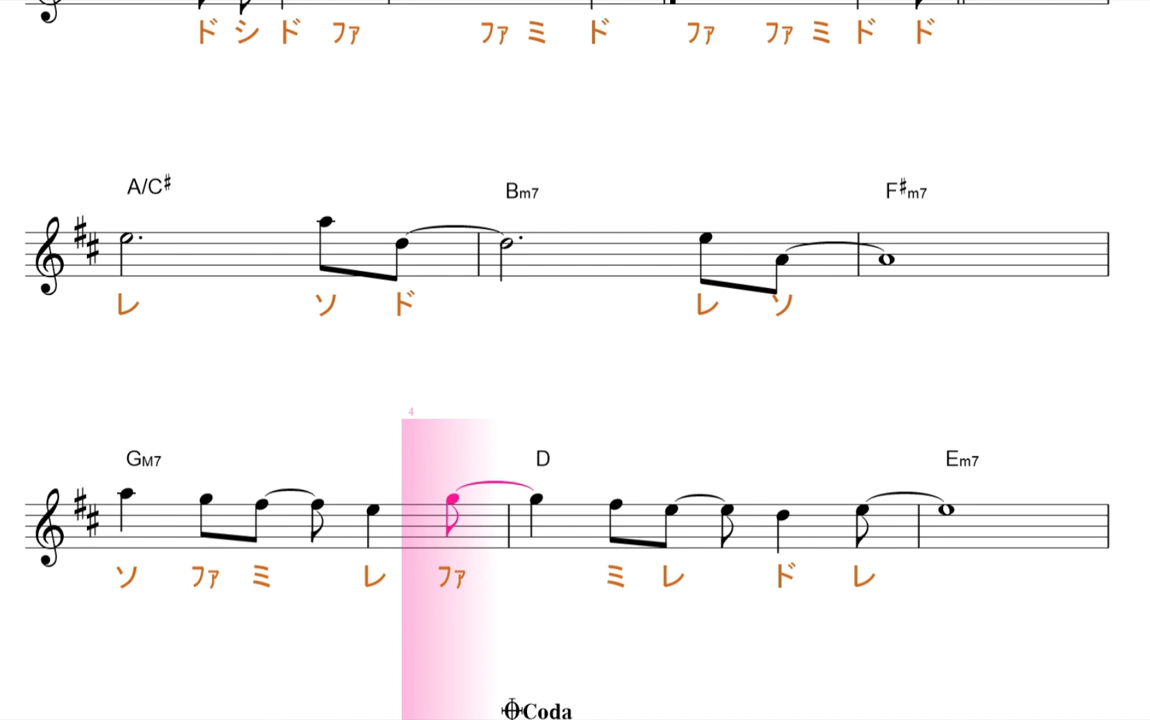 ド シ ド ファ ファ ミ ド ファ ファ ミ ド ド
A/C♯ Bm7 F♯m7
レ ソ ド レ ソ
4
GM7 D Em7
ソ ファ ミ レ ファ ミ レ ド レ
Coda